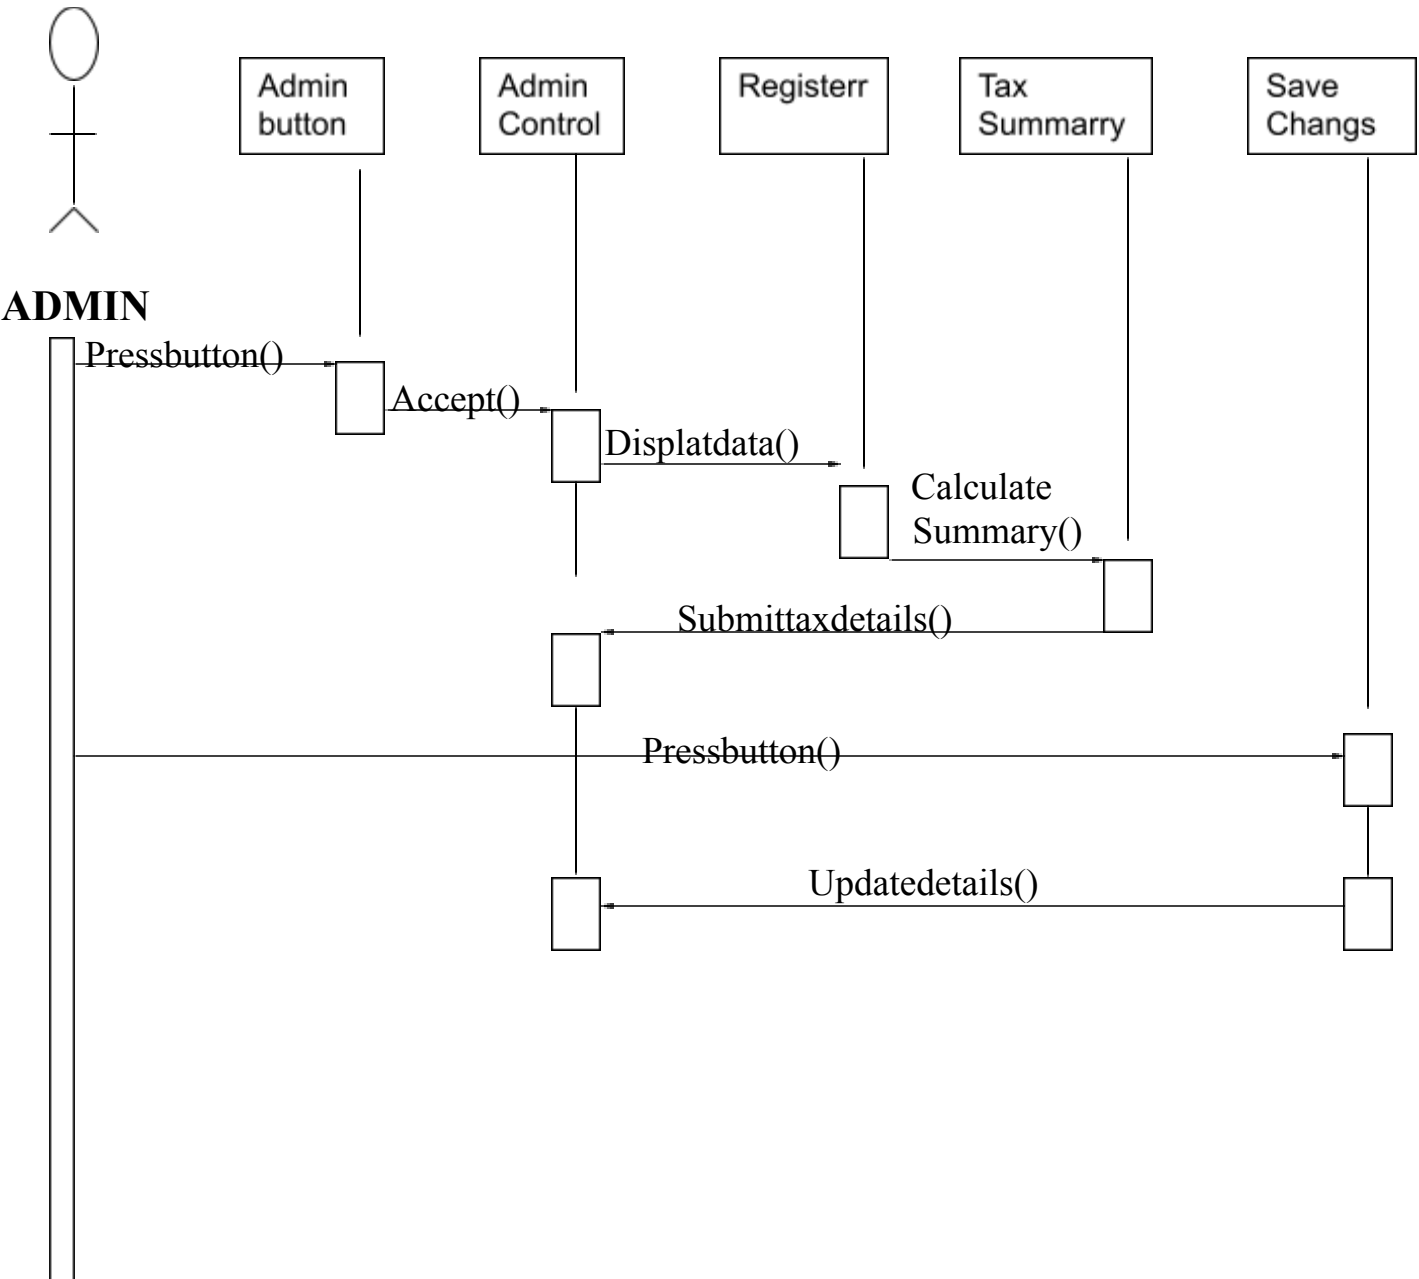 Admin
button
Admin
Control
Registerr
Tax
Summarry
Save
Changs
ADMIN
Pressbutton()
Accept()
Displatdata()
Calculate
Summary()
Submittaxdetails()
Pressbutton()
Updatedetails()